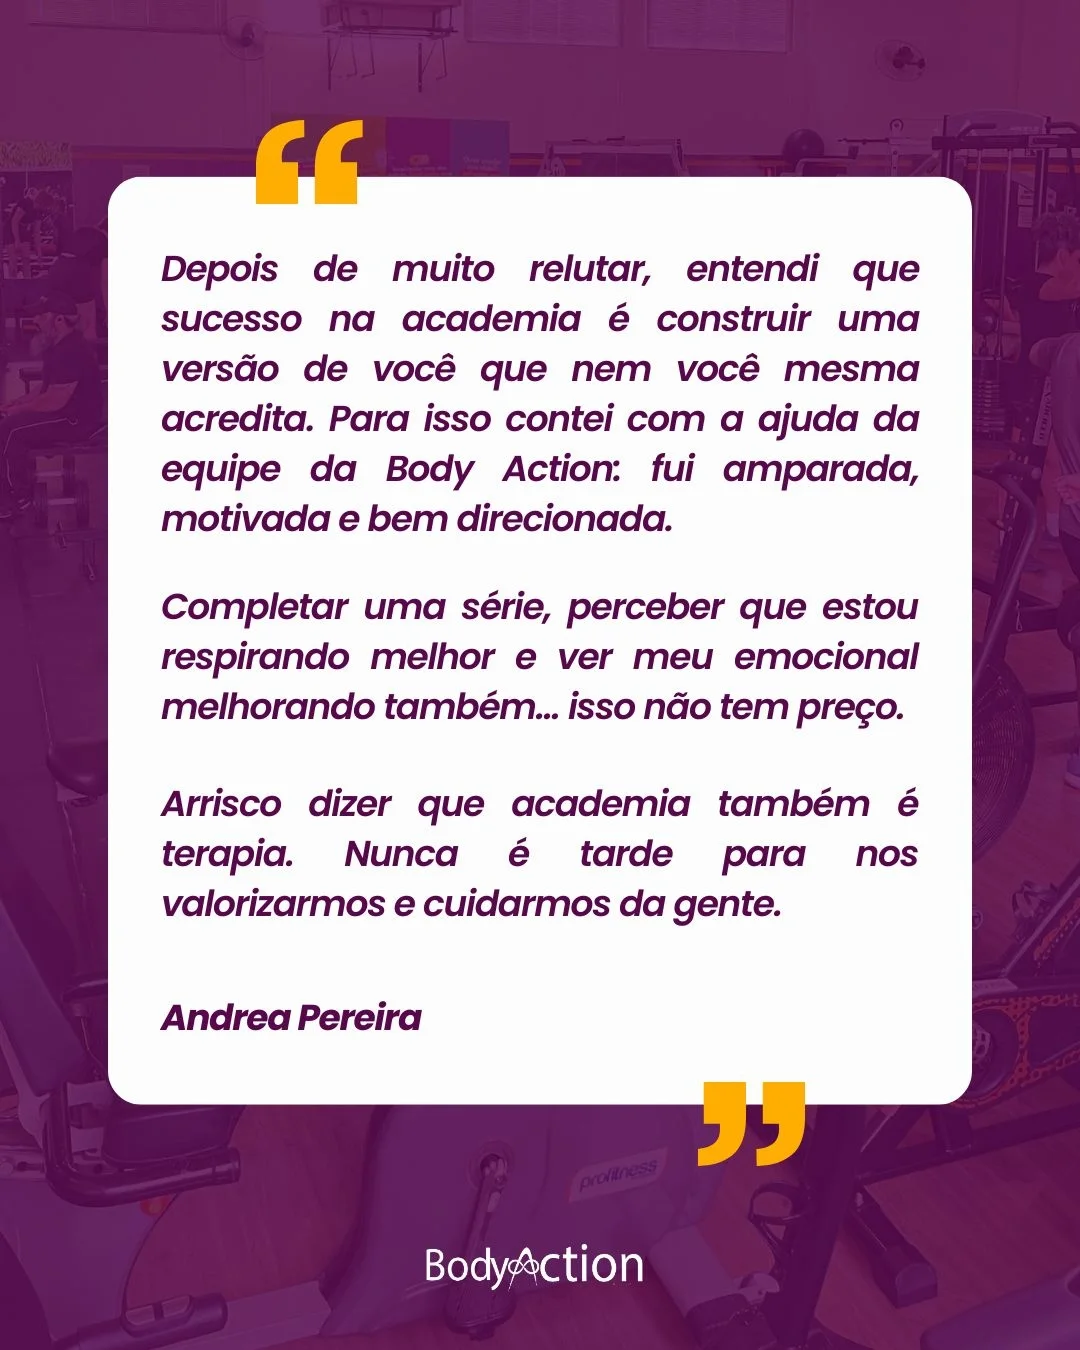 Depois de muito relutar, entendi que
sucesso na academia é construir uma
versão de você que nem você mesma
acredita. Para isso contei com a ajuda da
equipe da Body Action: fui amparada,
motivada e bem direcionada.
Completar uma série, perceber que estou
respirando melhor e ver meu emocional
melhorando também... isso não tem preço.
Arrisco dizer que academia também é
terapia. Nunca é tarde para nos
valorizarmos e cuidarmos da gente.
Andrea Pereira
profitness
BodyAction